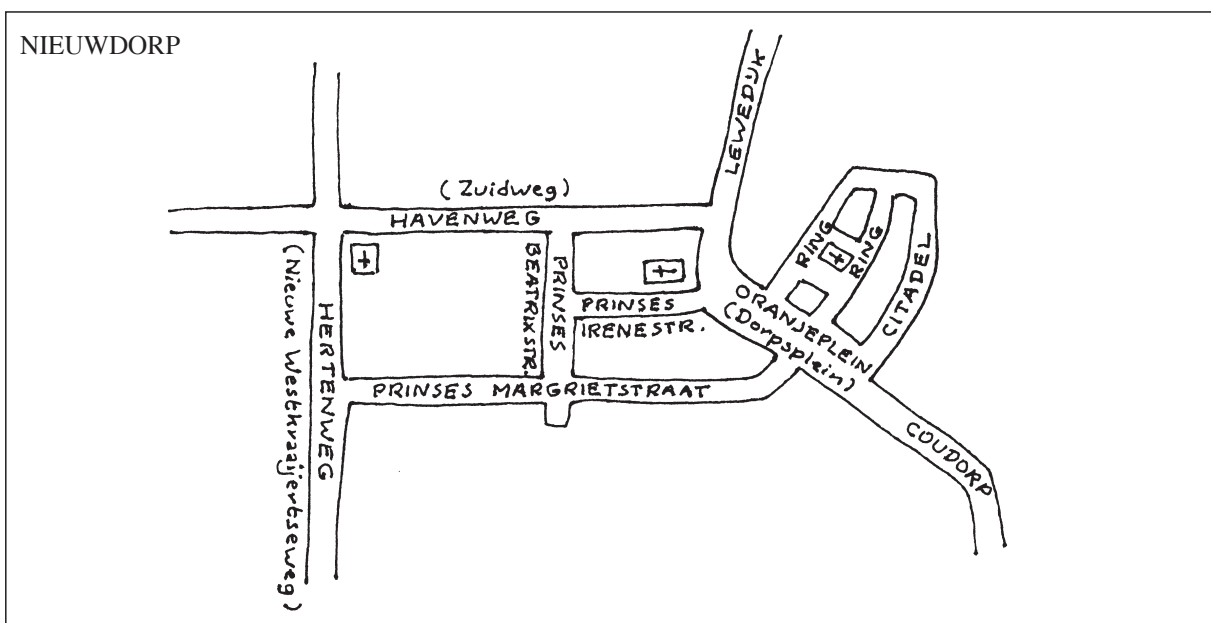 NIEUWDORP
LEWEDIJK
(Zuidweg)
HAVENWEG
RING
RING
CITADEL
(Nieuwe Westkraaijertseweg)
HERTENWEG
PRINSES
BEATRIXSTR.
PRINSES
IRENESTR.
ORANJEPLEIN
(Dorpsplein)
PRINSES MARGRIETSTRAAT
COUDORP